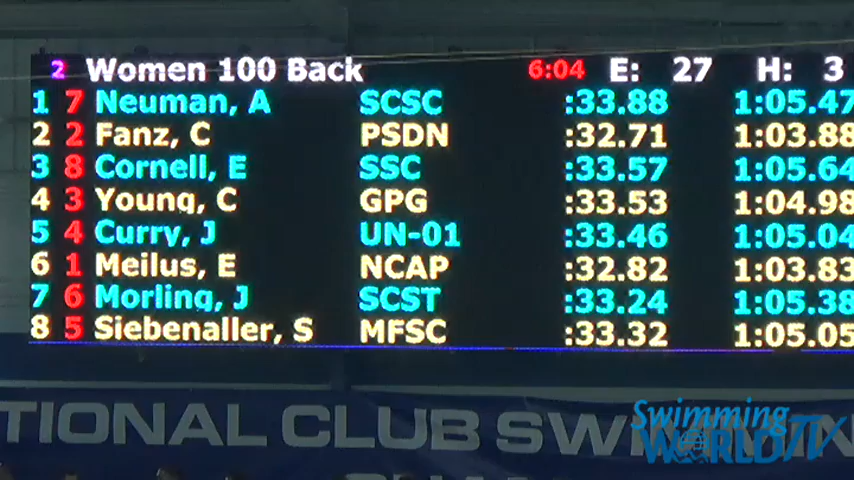 2 Women 100 Back 6:04 E: 27 H: 3
1 7 Neuman, A SCSC :33.88 1:05.47
2 2 Fanz, C PSDN :32.71 1:03.88
3 8 Cornell, E SSC :33.57 1:05.64
4 3 Young, C GPG :33.53 1:04.98
5 4 Curry, J UN-01 :33.46 1:05.04
6 1 Meilus, E NCAP :32.82 1:03.83
7 6 Morling, J SCST :33.24 1:05.38
8 5 Siebenaller, S MFSC :33.32 1:05.05
TIONAL CLUB SWIM
Swimming
WORLD TV